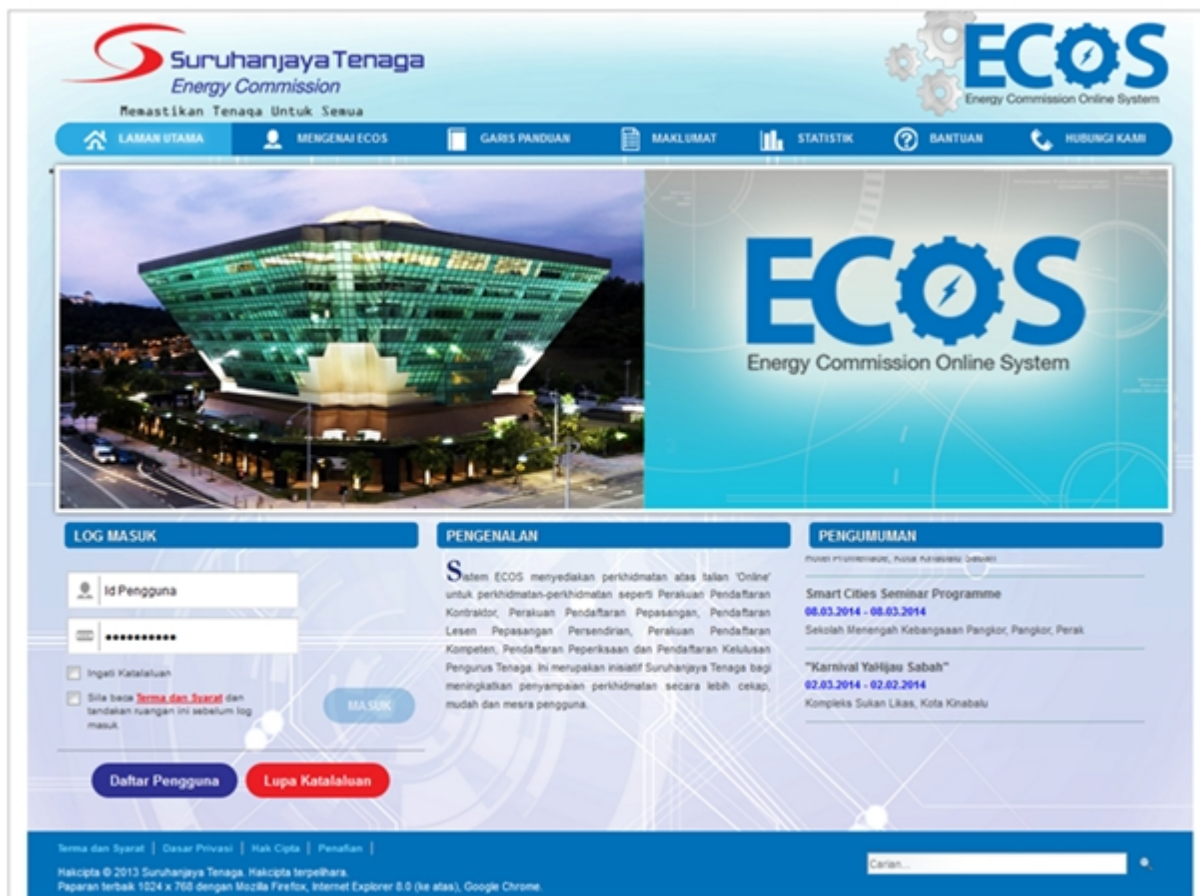 Suruhanjaya Tenaga
Energy Commission
Memastikan Tenaga Untuk Semua
ECOS
Energy Commission Online System
LAMAN UTAMA
MENGENAI ECOS
GARIS PANDUAN
MAKLUMAT
STATISTIK
BANTUAN
HUBUNGI KAMI
ECOS
Energy Commission Online System
LOG MASUK
Id Pengguna
••••••••••
Ingati Katalaluan
Sila baca Terma dan Syarat dan
tandakan ruangan ini sebelum log
masuk.
MASUK
Daftar Pengguna
Lupa Katalaluan
PENGENALAN
Sistem ECOS menyediakan perkhidmatan atas talian 'Online'
untuk perkhidmatan-perkhidmatan seperti Perakuan Pendaftaran
Kontraktor, Perakuan Pendaftaran Pepasangan, Pendaftaran
Lesen Pepasangan Persendirian, Perakuan Pendaftaran
Kompeten, Pendaftaran Peperiksaan dan Pendaftaran Kelulusan
Pengurus Tenaga. Ini merupakan inisiatif Suruhanjaya Tenaga bagi
meningkatkan penyampaian perkhidmatan secara lebih cekap,
mudah dan mesra pengguna.
PENGUMUMAN
Hotel Promenade, Kota Kinabalu Sabah
Smart Cities Seminar Programme
08.03.2014 - 08.03.2014
Sekolah Menengah Kebangsaan Pangkor, Pangkor, Perak
"Karnival YaHijau Sabah"
02.03.2014 - 02.02.2014
Kompleks Sukan Likas, Kota Kinabalu
Terma dan Syarat | Dasar Privasi | Hak Cipta | Penafian |
Hakcipta © 2013 Suruhanjaya Tenaga. Hakcipta terpelihara.
Paparan terbaik 1024 x 768 dengan Mozilla Firefox, Internet Explorer 8.0 (ke atas), Google Chrome.
Carian...